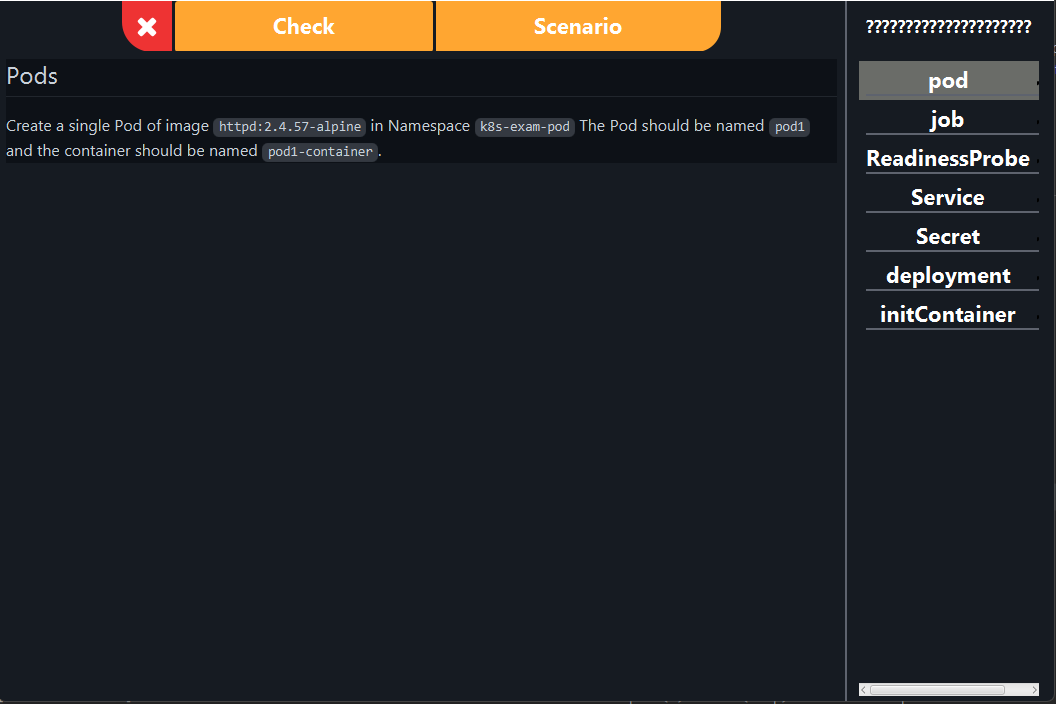 Check
Scenario
?????????????????????
Pods
Create a single Pod of image httpd:2.4.57-alpine in Namespace k8s-exam-pod The Pod should be named pod1
and the container should be named pod1-container.
pod
job
ReadinessProbe
Service
Secret
deployment
initContainer